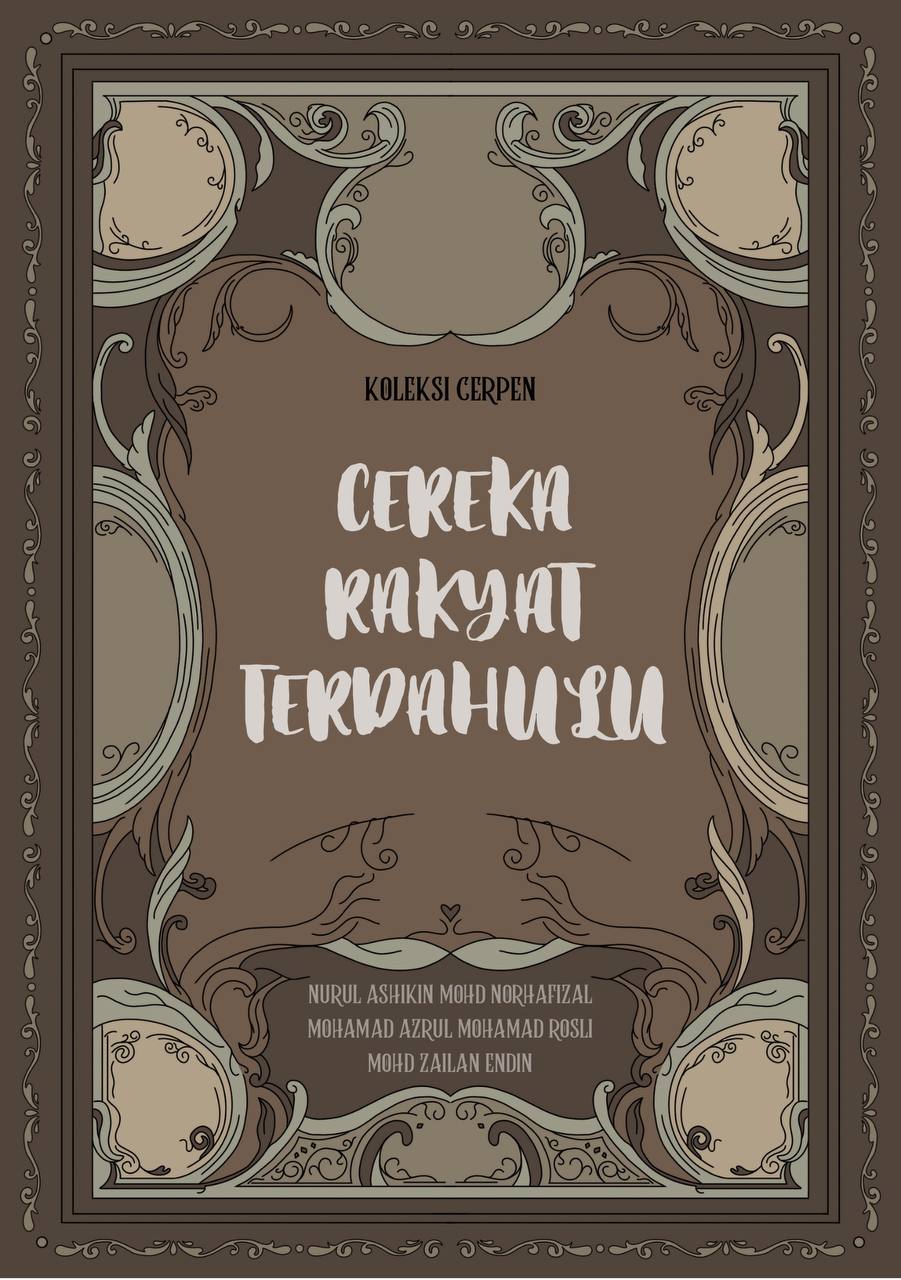 KOLEKSI CERPEN
CEREKA
RAKYAT
TERDAHULU
NURUL ASHIKIN MOHD NORHAFIZAL
MOHAMAD AZRUL MOHAMAD ROSLI
MOHD ZAILAN ENDIN